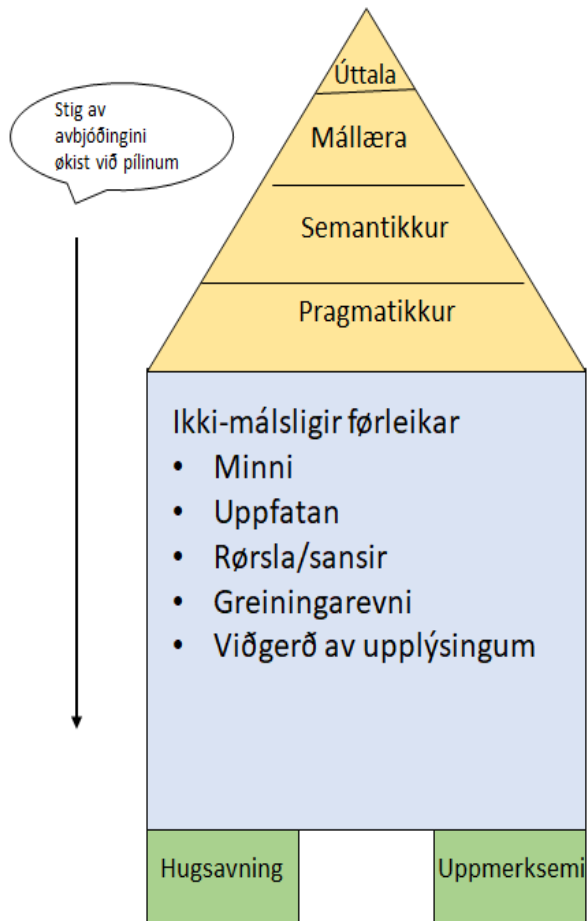 Stig av
avbjóðingini
økist við pílinum
Úttala
Mállæra
Semantikkur
Pragmatikkur
Ikki-málsligir førleikar
• Minni
• Uppfatan
• Rørsla/sansir
• Greiningarevni
• Viðgerð av upplýsingum
Hugsavning
Uppmerksemi